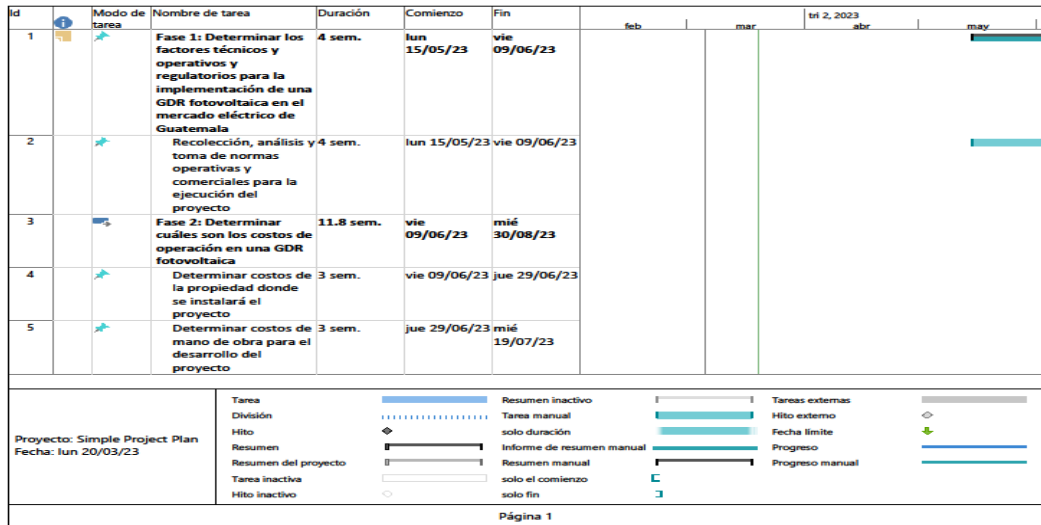 Id
Modo de tarea
Nombre de tarea
Duración
Comienzo
Fin
tri 2, 2023
feb
mar
abr
may
1
Fase 1: Determinar los
factores técnicos y
operativos y
regulatorios para la
implementación de una
GDR fotovoltaica en el
mercado eléctrico de
Guatemala
4 sem.
lun
15/05/23
vie
09/06/23
2
Recolección, análisis y
toma de normas
operativas y
comerciales para la
ejecución del
proyecto
4 sem.
lun 15/05/23
vie 09/06/23
3
Fase 2: Determinar
cuáles son los costos de
operación en una GDR
fotovoltaica
11.8 sem.
vie
09/06/23
mié
30/08/23
4
Determinar costos de
la propiedad donde
se instalará el
proyecto
3 sem.
vie 09/06/23
jue 29/06/23
5
Determinar costos de
mano de obra para el
desarrollo del
proyecto
3 sem.
jue 29/06/23
mié
19/07/23
Proyecto: Simple Project Plan
Fecha: lun 20/03/23
Tarea
División
Hito
Resumen
Resumen del proyecto
Tarea inactiva
Hito inactivo
Resumen inactivo
Tarea manual
solo duración
Informe de resumen manual
Resumen manual
solo el comienzo
solo fin
Tareas externas
Hito externo
Fecha límite
Progreso
Progreso manual
Página 1